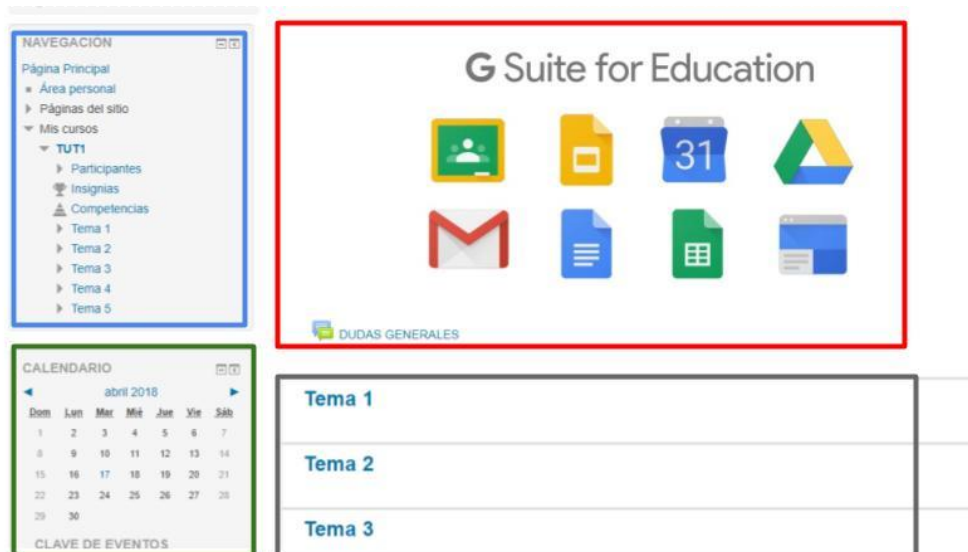 NAVEGACIÓN
Página Principal
Área personal
Páginas del sitio
Mis cursos
TUT1
Participantes
Insignias
Competencias
Tema 1
Tema 2
Tema 3
Tema 4
Tema 5
CALENDARIO
abril 2018
Dom Lun Mar Mié Jue Vie Sáb
1 2 3 4 5 6 7
8 9 10 11 12 13 14
15 16 17 18 19 20 21
22 23 24 25 26 27 28
29 30
CLAVE DE EVENTOS
G Suite for Education
31
DUDAS GENERALES
Tema 1
Tema 2
Tema 3